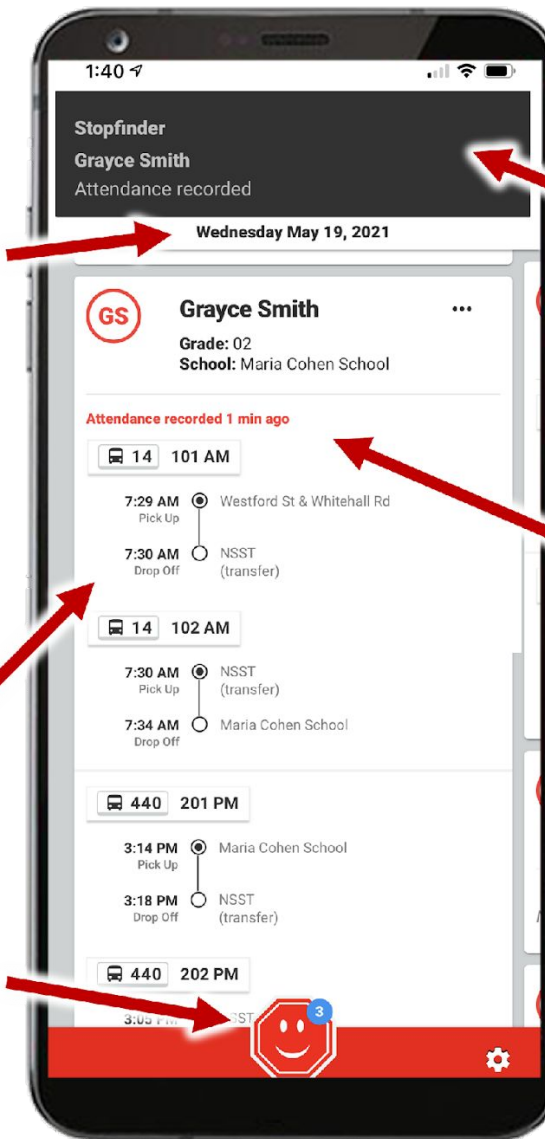 1:40
Stopfinder
Grayce Smith
Attendance recorded
Wednesday May 19, 2021
GS
Grayce Smith
Grade: 02
School: Maria Cohen School
Attendance recorded 1 min ago
14 101 AM
7:29 AM Westford St & Whitehall Rd
Pick Up
7:30 AM NSST
Drop Off (transfer)
14 102 AM
7:30 AM NSST
Pick Up (transfer)
7:34 AM Maria Cohen School
Drop Off
440 201 PM
3:14 PM Maria Cohen School
Pick Up
3:18 PM NSST
Drop Off (transfer)
440 202 PM
3
3:05 PM